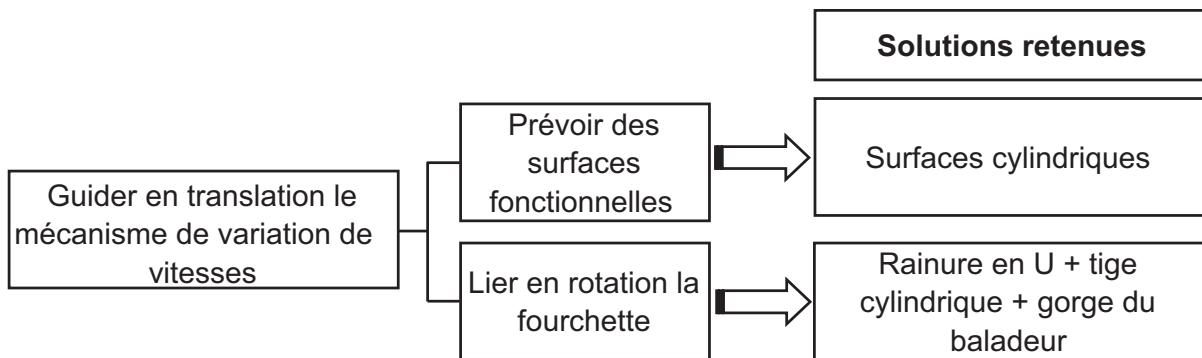 Solutions retenues
Prévoir des
surfaces
fonctionnelles
Surfaces cylindriques
Guider en translation le
mécanisme de variation de
vitesses
Lier en rotation la
fourchette
Rainure en U + tige
cylindrique + gorge du
baladeur